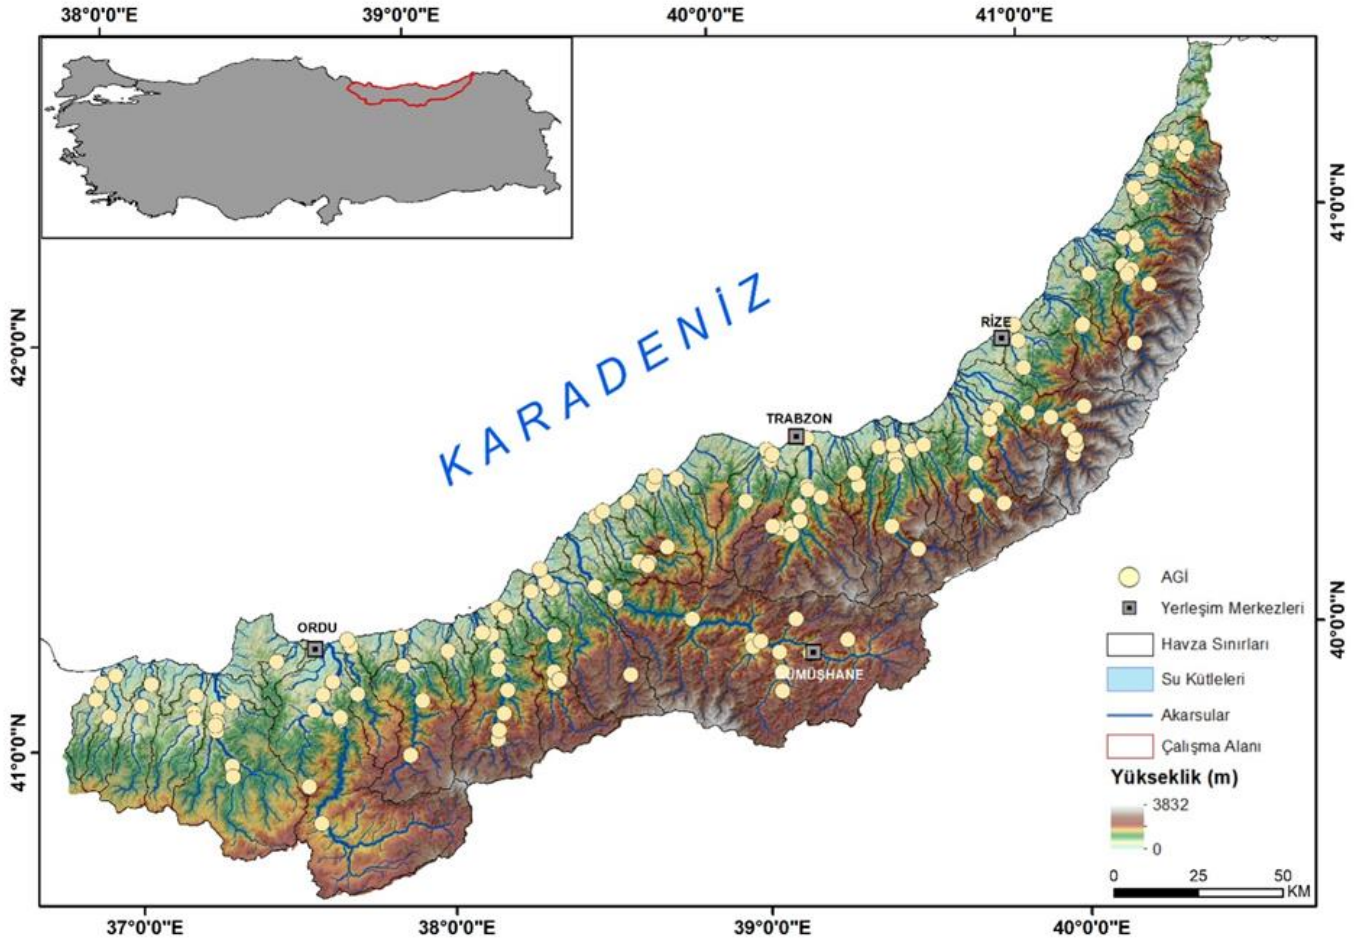 38°0'0"E 39°0'0"E 40°0'0"E 41°0'0"E
41°0'0"N
KARADENİZ
RİZE
42°0'0"N
TRABZON
AGİ
Yerleşim Merkezleri
40°0'0"N
ORDU
Havza Sınırları
ÜMÜŞHANE
Su Kütleleri
Akarsular
41°0'0"N
Çalışma Alanı
Yükseklik (m)
3832
0
0 25 50
KM
37°0'0"E 38°0'0"E 39°0'0"E 40°0'0"E